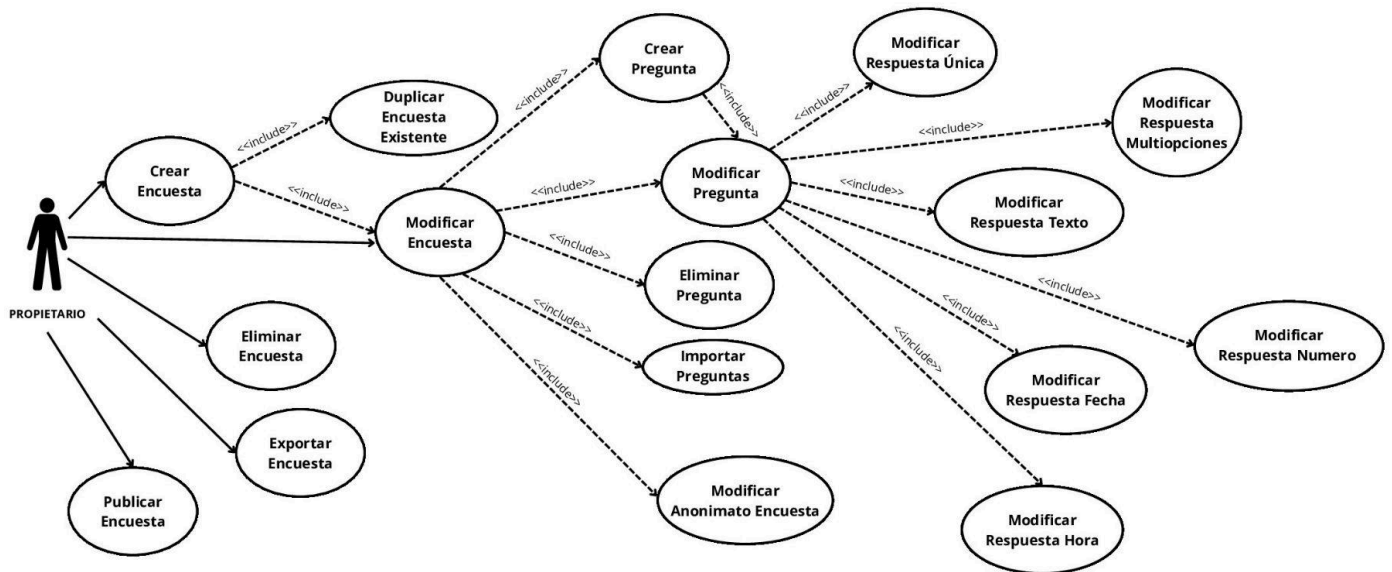 Crear
Pregunta
Modificar
Respuesta Única
Duplicar
Encuesta
Existente
Modificar
Respuesta
Multiopciones
Crear
Encuesta
Modificar
Pregunta
Modificar
Respuesta Texto
Modificar
Encuesta
Eliminar
Pregunta
PROPIETARIO
Eliminar
Encuesta
Importar
Preguntas
Modificar
Respuesta Numero
Modificar
Respuesta Fecha
Exportar
Encuesta
Publicar
Encuesta
Modificar
Anonimato Encuesta
Modificar
Respuesta Hora
<<include>>
<<include>>
<<include>>
<<include>>
<<include>>
<<include>>
<<include>>
<<include>>
<<include>>
<<include>>
<<include>>
<<include>>
<<include>>
<<include>>